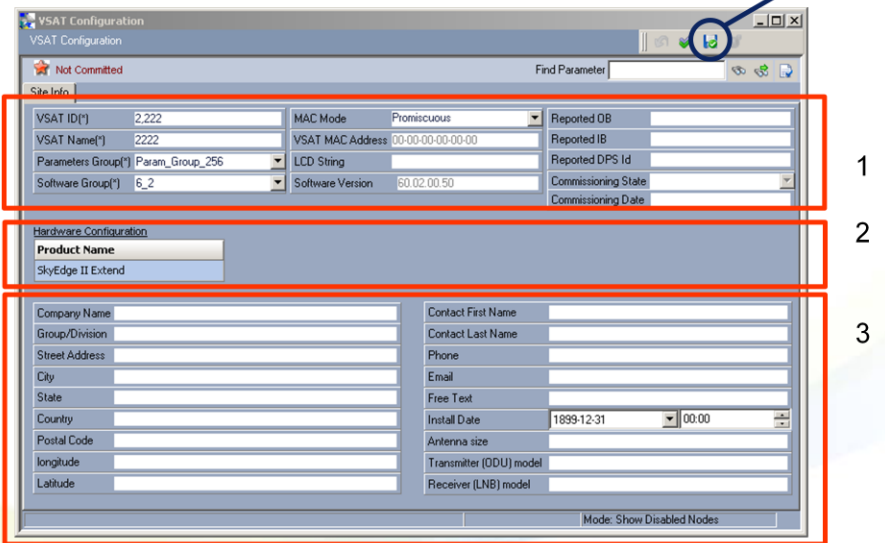 VSAT Configuration
VSAT Configuration
Not Committed
Find Parameter
Site Info
VSAT ID(*) 2,222 MAC Mode Promiscuous Reported OB
VSAT Name(*) 2222 VSAT MAC Address 00-00-00-00-00-00 Reported IB
Parameters Group(*) Param_Group_256 LCD String Reported DPS Id
Software Group(*) 6_2 Software Version 60.02.00.50 Commissioning State
Commissioning Date
1
Hardware Configuration
2
Product Name
SkyEdge II Extend
Company Name Contact First Name
Group/Division Contact Last Name
3
Street Address Phone
City Email
State Free Text
Country Install Date 1899-12-31 00:00
Postal Code Antenna size
longitude Transmitter (ODU) model
Latitude Receiver (LNB) model
Mode: Show Disabled Nodes